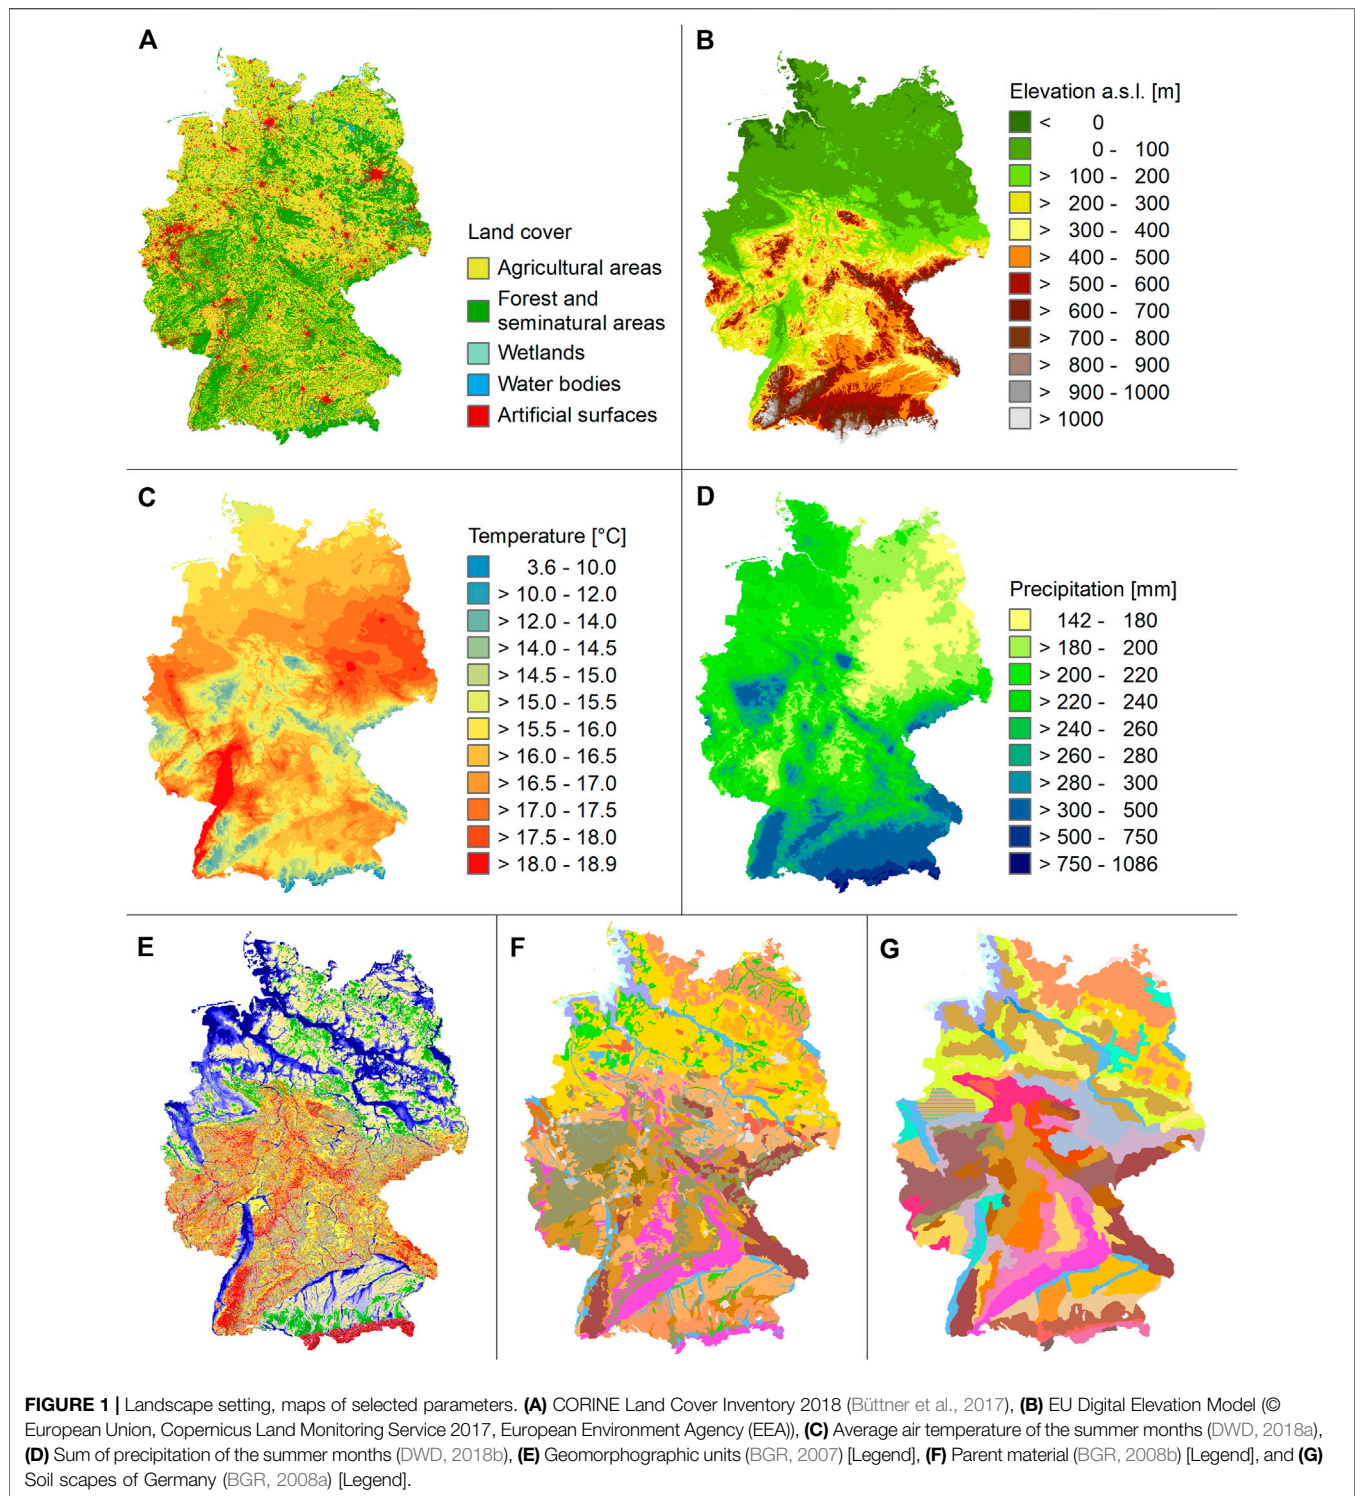 A
Land cover
Agricultural areas
Forest and
seminatural areas
Wetlands
Water bodies
Artificial surfaces
B
Elevation a.s.l. [m]
< 0
0 - 100
> 100 - 200
> 200 - 300
> 300 - 400
> 400 - 500
> 500 - 600
> 600 - 700
> 700 - 800
> 800 - 900
> 900 - 1000
> 1000
C
Temperature [°C]
3.6 - 10.0
> 10.0 - 12.0
> 12.0 - 14.0
> 14.0 - 14.5
> 14.5 - 15.0
> 15.0 - 15.5
> 15.5 - 16.0
> 16.0 - 16.5
> 16.5 - 17.0
> 17.0 - 17.5
> 17.5 - 18.0
> 18.0 - 18.9
D
Precipitation [mm]
142 - 180
> 180 - 200
> 200 - 220
> 220 - 240
> 240 - 260
> 260 - 280
> 280 - 300
> 300 - 500
> 500 - 750
> 750 - 1086
E
F
G
FIGURE 1 | Landscape setting, maps of selected parameters. (A) CORINE Land Cover Inventory 2018 (Büttner et al., 2017), (B) EU Digital Elevation Model (©
European Union, Copernicus Land Monitoring Service 2017, European Environment Agency (EEA)), (C) Average air temperature of the summer months (DWD, 2018a),
(D) Sum of precipitation of the summer months (DWD, 2018b), (E) Geomorphographic units (BGR, 2007) [Legend], (F) Parent material (BGR, 2008b) [Legend], and (G)
Soil scapes of Germany (BGR, 2008a) [Legend].